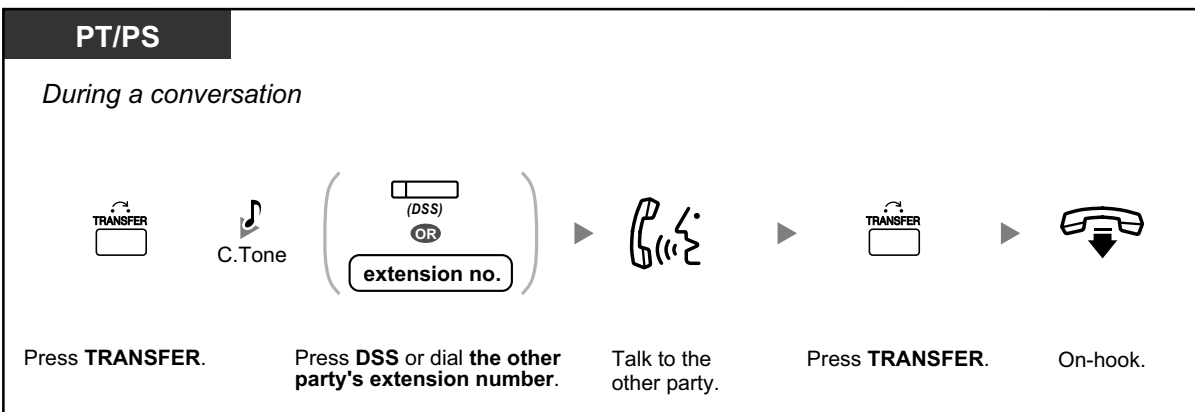 PT/PS
During a conversation
TRANSFER
C.Tone
(DSS)
OR
extension no.
TRANSFER
Press TRANSFER.
Press DSS or dial the other
party's extension number.
Talk to the
other party.
Press TRANSFER.
On-hook.